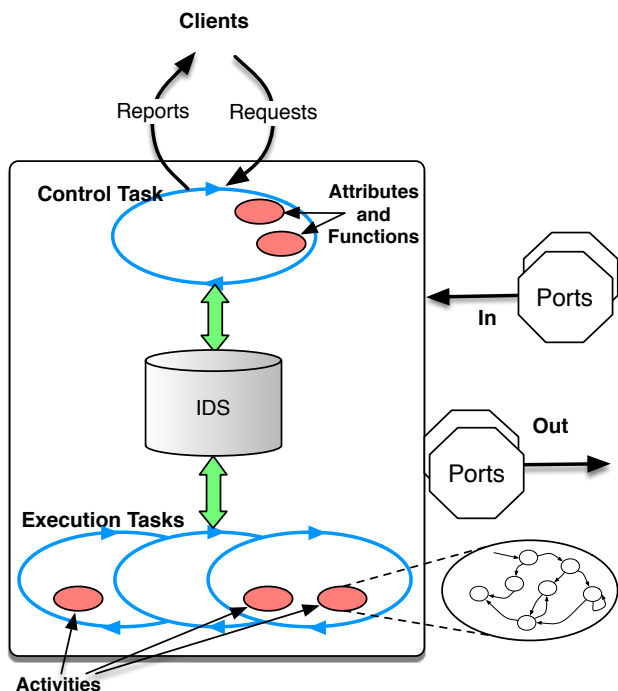 Clients
Reports
Requests
Control Task
Attributes
and
Functions
Ports
In
IDS
Out
Ports
Execution Tasks
Activities